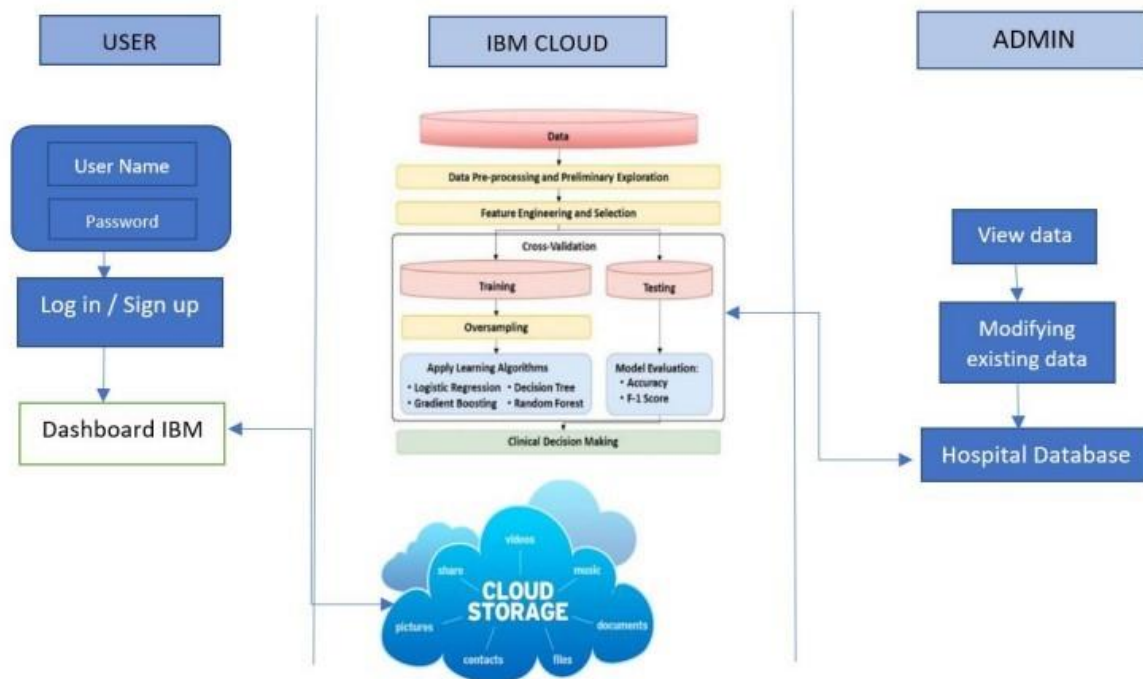 USER
IBM CLOUD
ADMIN
User Name
Password
Log in / Sign up
Dashboard IBM
Data
Data Pre-processing and Preliminary Exploration
Feature Engineering and Selection
Cross-Validation
Training
Testing
Oversampling
Apply Learning Algorithms
• Logistic Regression • Decision Tree
• Gradient Boosting • Random Forest
Model Evaluation:
• Accuracy
• F-1 Score
Clinical Decision Making
videos
share
music
CLOUD
STORAGE
pictures
documents
contacts
files
View data
Modifying
existing data
Hospital Database